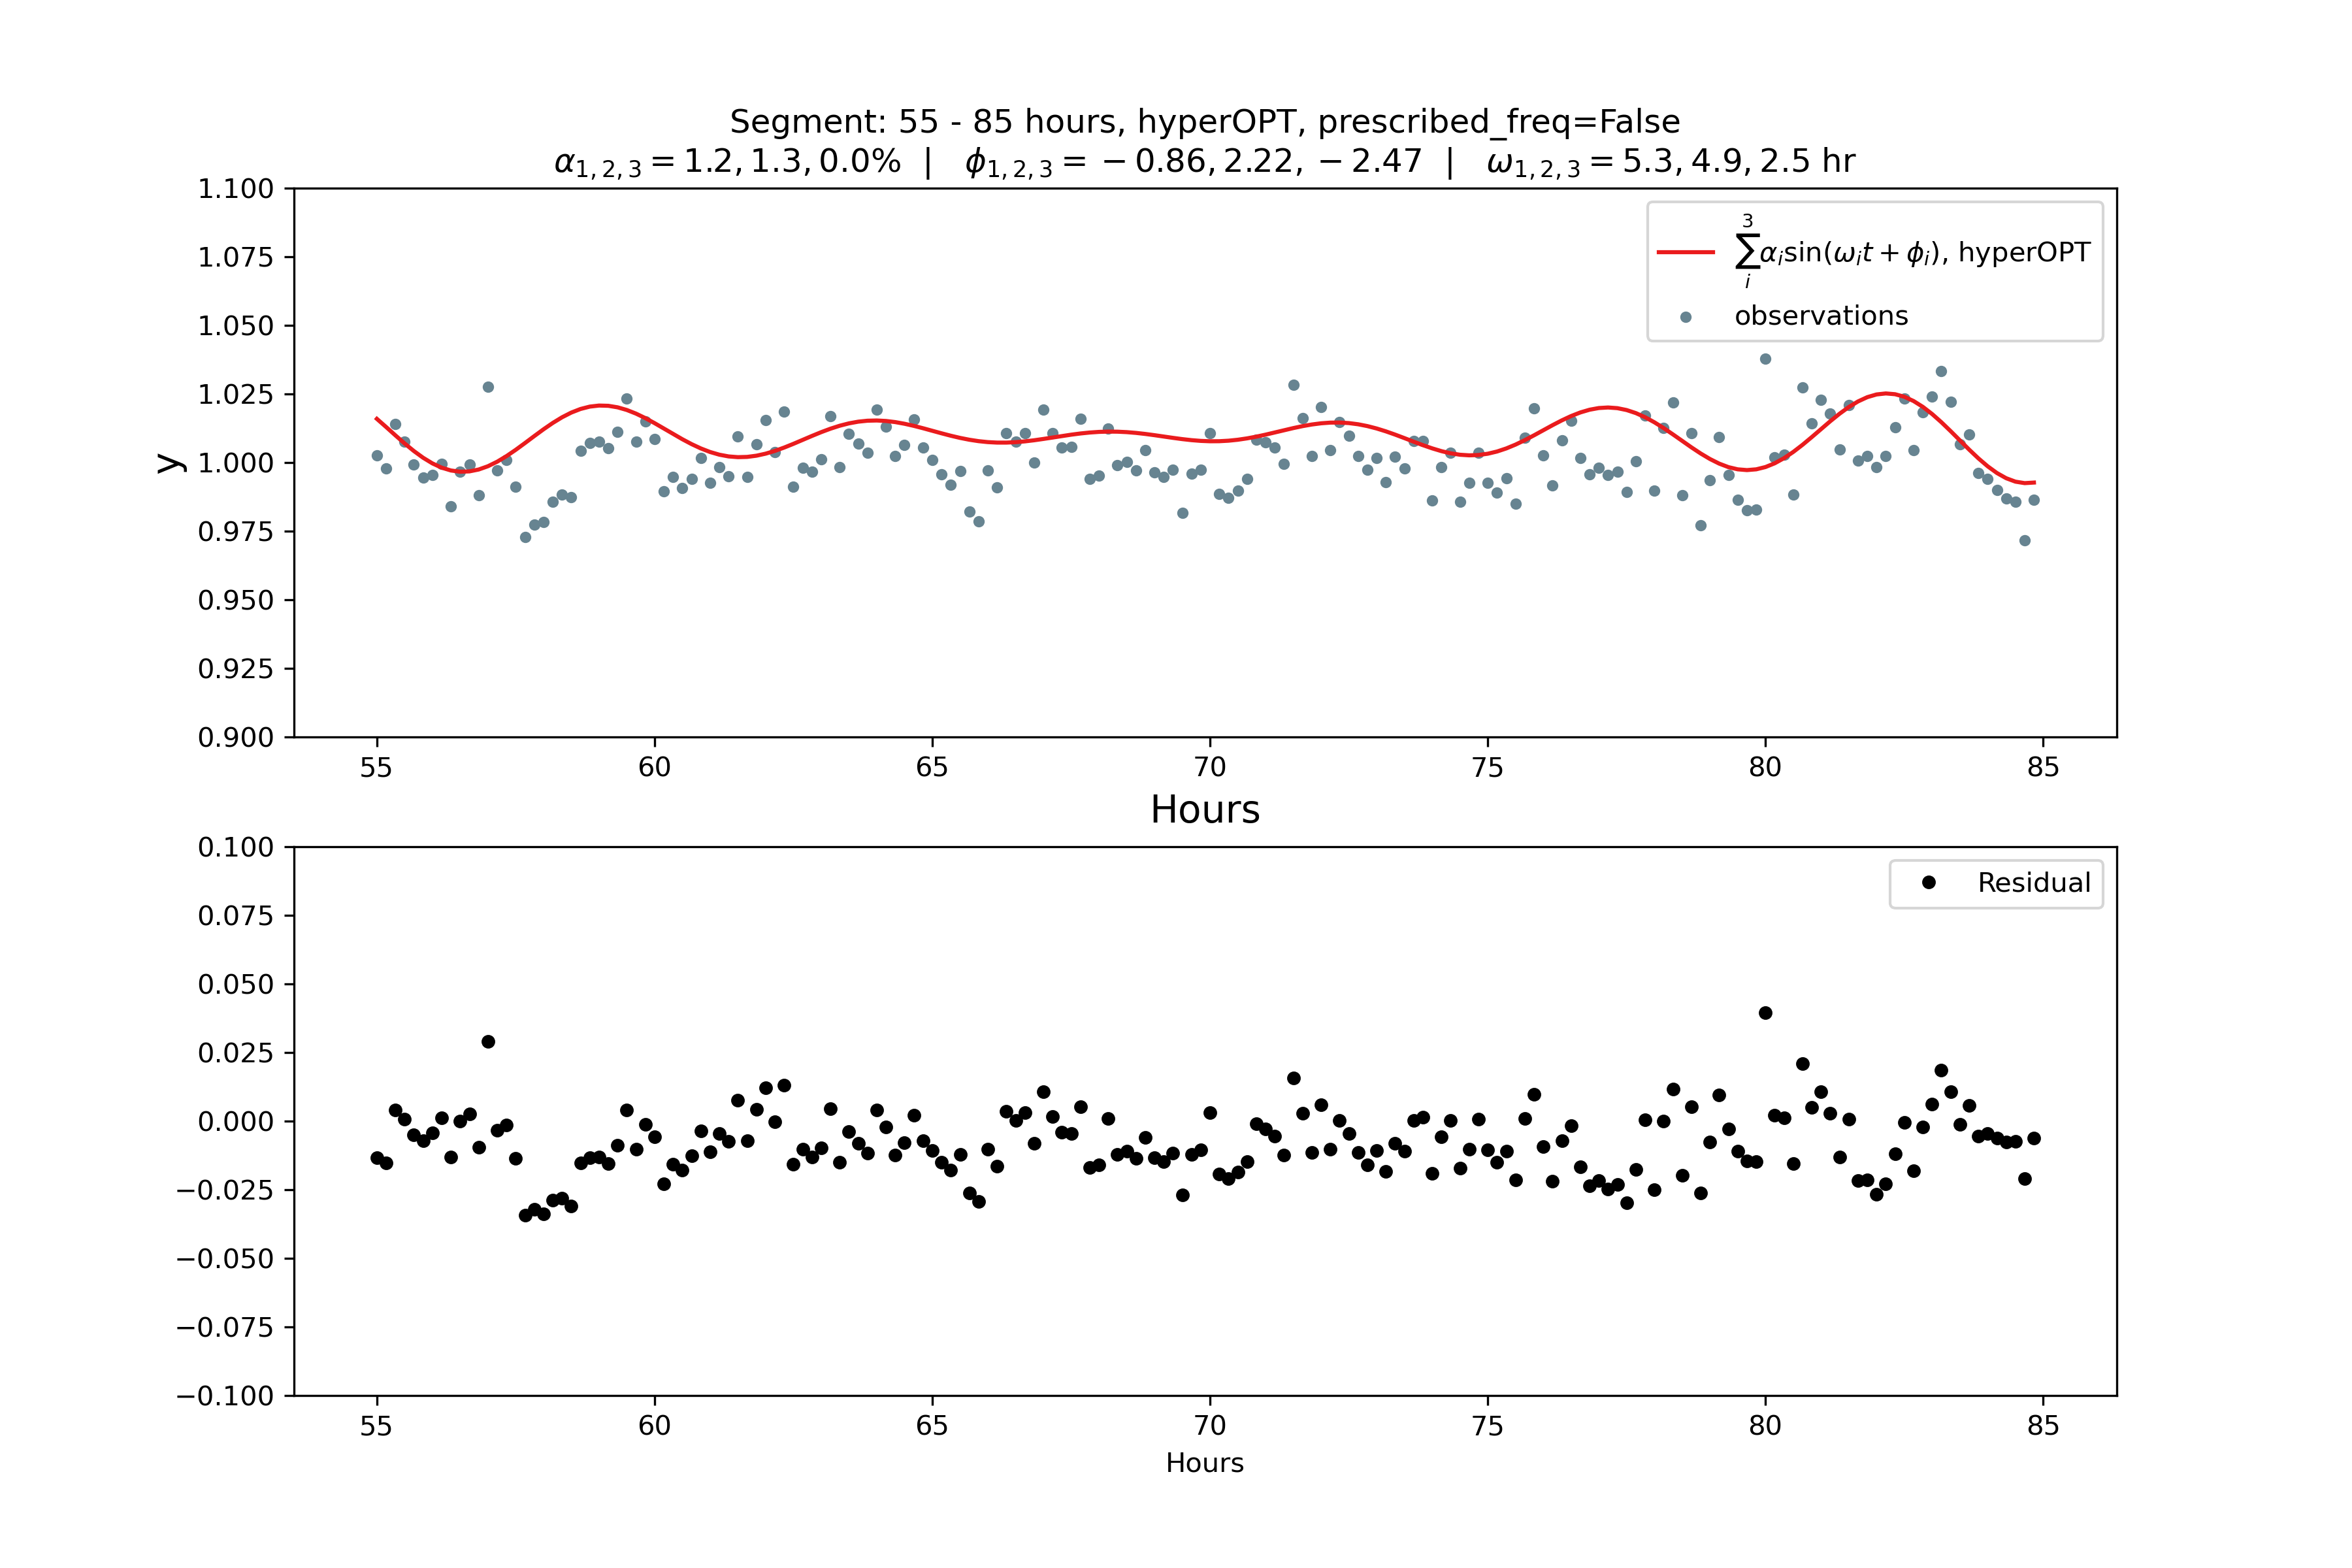 Segment: 55 - 85 hours, hyperOPT, prescribed_freq=False
α1,2,3 = 1.2, 1.3, 0.0% | ϕ1,2,3 = −0.86, 2.22, −2.47 | ω1,2,3 = 5.3, 4.9, 2.5 hr
1.100
1.075
1.050
1.025
1.000
0.975
0.950
0.925
0.900
y
3
∑αisin(ωit + ϕi), hyperOPT
i
observations
55 60 65 70 75 80 85
Hours
0.100
0.075
0.050
0.025
0.000
−0.025
−0.050
−0.075
−0.100
Residual
55 60 65 70 75 80 85
Hours